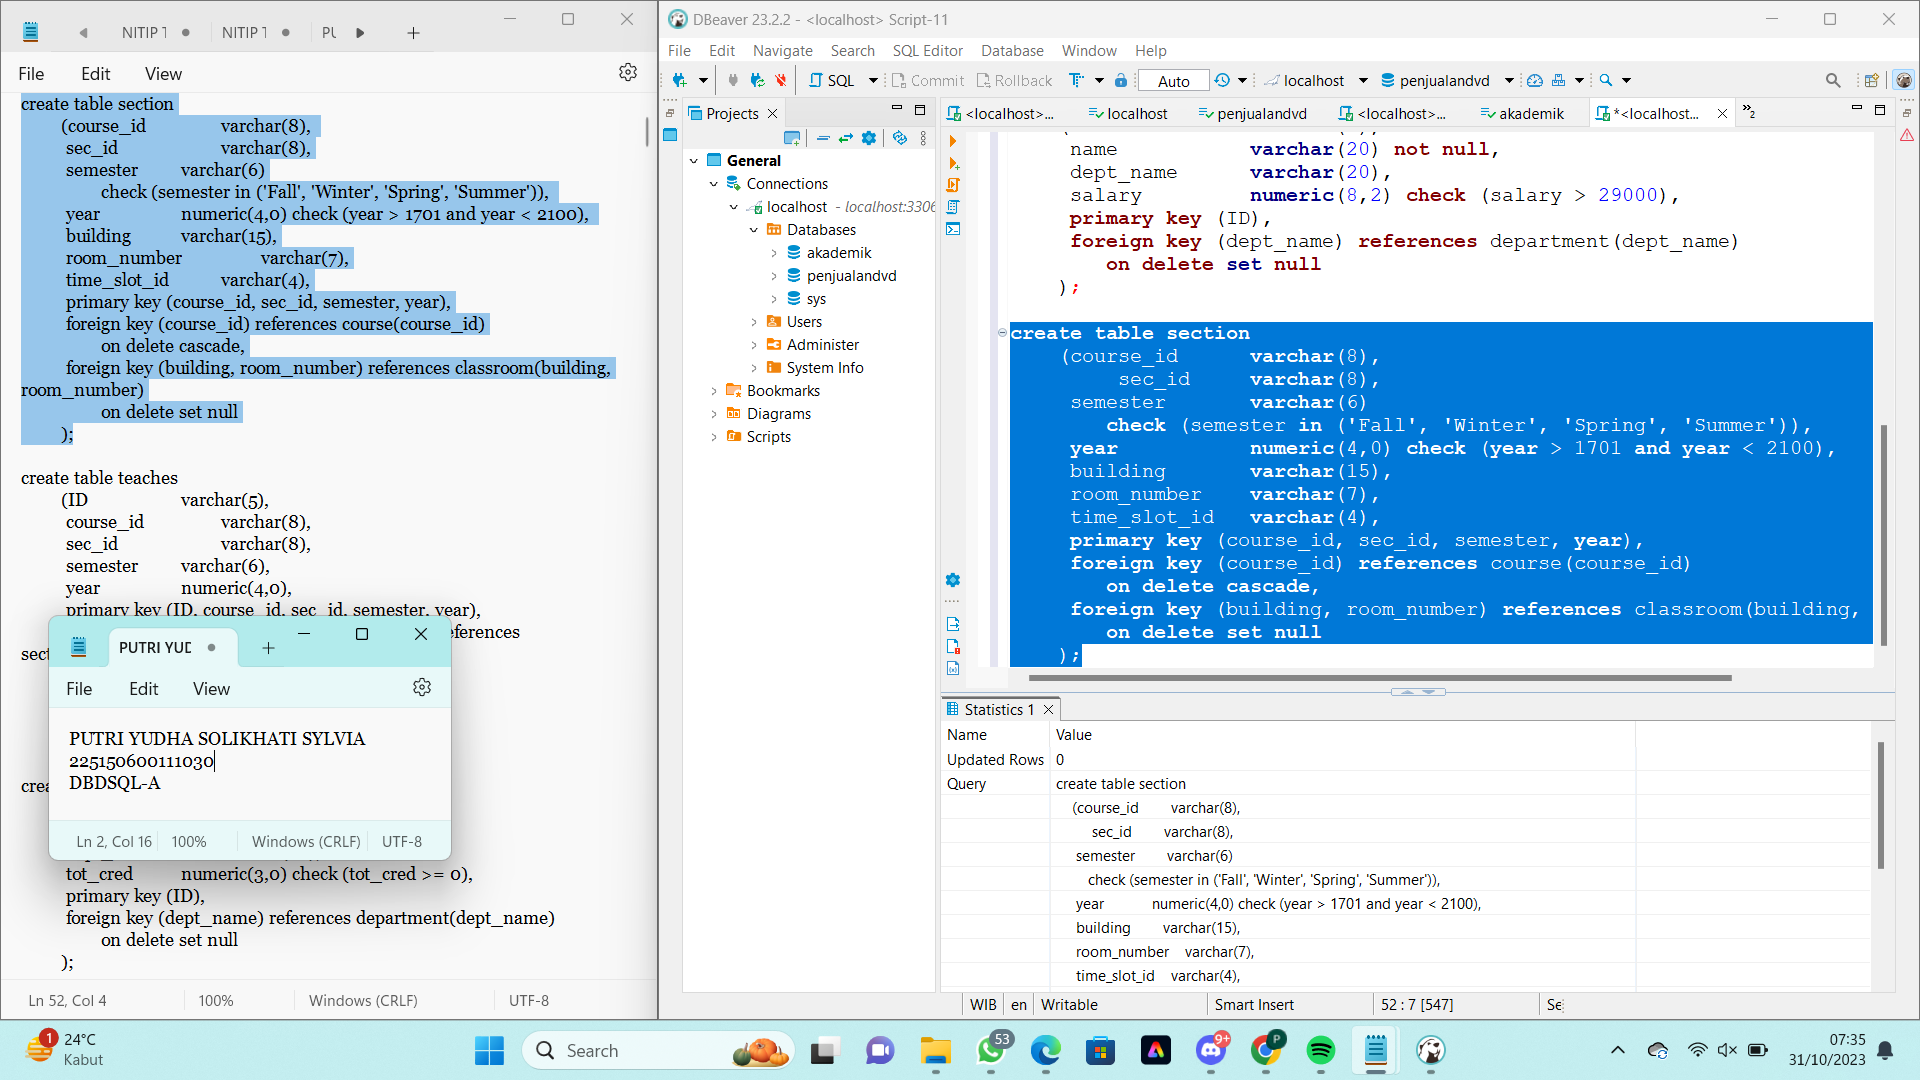 NITIP T
NITIP T
PU
File Edit View
create table section
(course_id varchar(8),
sec_id varchar(8),
semester varchar(6)
check (semester in ('Fall', 'Winter', 'Spring', 'Summer')),
year numeric(4,0) check (year > 1701 and year < 2100),
building varchar(15),
room_number varchar(7),
time_slot_id varchar(4),
primary key (course_id, sec_id, semester, year),
foreign key (course_id) references course(course_id)
on delete cascade,
foreign key (building, room_number) references classroom(building,
room_number)
on delete set null
);
create table teaches
(ID varchar(5),
course_id varchar(8),
sec_id varchar(8),
semester varchar(6),
year numeric(4,0),
primary key (ID, course_id, sec_id, semester, year),
eferences
sect
crea
tot_cred numeric(3,0) check (tot_cred >= 0),
primary key (ID),
foreign key (dept_name) references department(dept_name)
on delete set null
);
Ln 52, Col 4 100% Windows (CRLF) UTF-8
PUTRI YUD
File Edit View
PUTRI YUDHA SOLIKHATI SYLVIA
225150600111030
DBDSQL-A
Ln 2, Col 16 100% Windows (CRLF) UTF-8
DBeaver 23.2.2 - <localhost> Script-11
File Edit Navigate Search SQL Editor Database Window Help
SQL Commit Rollback Auto localhost penjualandvd
Projects
General
Connections
localhost - localhost:3306
Databases
akademik
penjualandvd
sys
Users
Administer
System Info
Bookmarks
Diagrams
Scripts
<localhost>... localhost penjualandvd <localhost>... akademik *<localhost... »2
name varchar(20) not null,
dept_name varchar(20),
salary numeric(8,2) check (salary > 29000),
primary key (ID),
foreign key (dept_name) references department(dept_name)
on delete set null
);
create table section
(course_id varchar(8),
sec_id varchar(8),
semester varchar(6)
check (semester in ('Fall', 'Winter', 'Spring', 'Summer')),
year numeric(4,0) check (year > 1701 and year < 2100),
building varchar(15),
room_number varchar(7),
time_slot_id varchar(4),
primary key (course_id, sec_id, semester, year),
foreign key (course_id) references course(course_id)
on delete cascade,
foreign key (building, room_number) references classroom(building,
on delete set null
);
Statistics 1
Name Value
Updated Rows 0
Query create table section
(course_id varchar(8),
sec_id varchar(8),
semester varchar(6)
check (semester in ('Fall', 'Winter', 'Spring', 'Summer')),
year numeric(4,0) check (year > 1701 and year < 2100),
building varchar(15),
room_number varchar(7),
time_slot_id varchar(4),
WIB en Writable Smart Insert 52 : 7 [547] Se
1
24°C
Kabut
Search
53
9+
P
07:35
31/10/2023